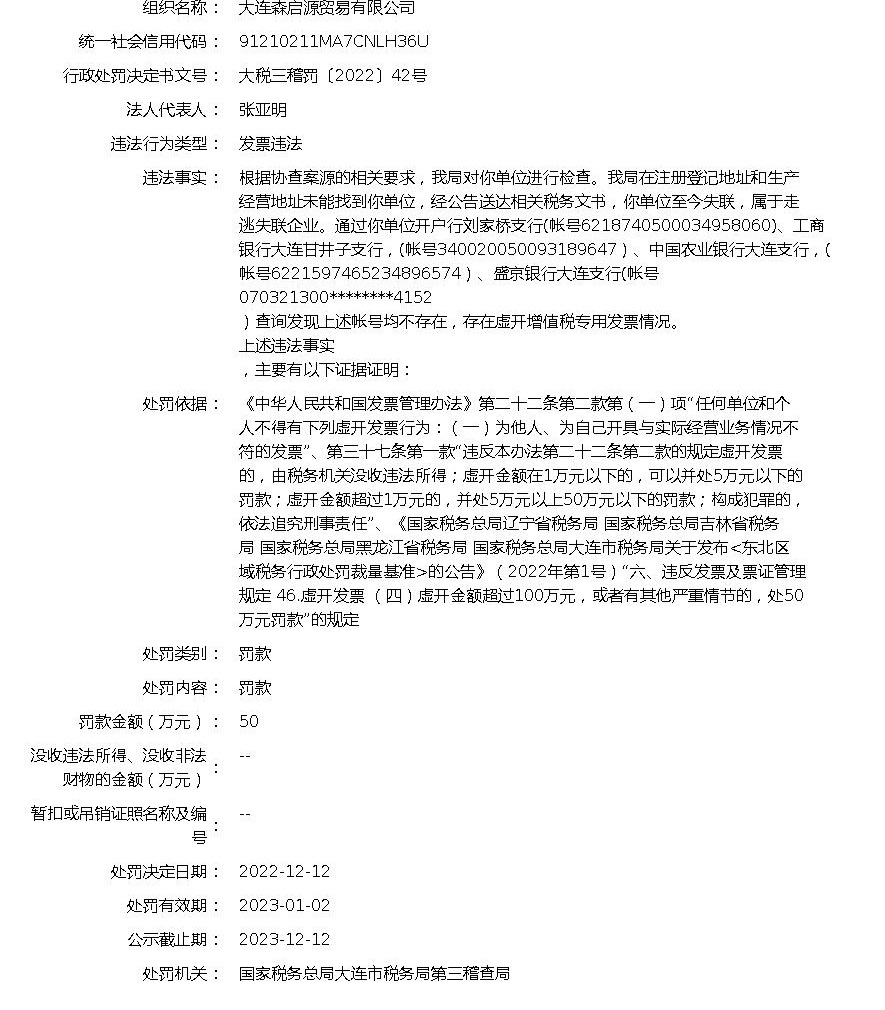 组织名称： 大连森启源贸易有限公司
统一社会信用代码： 91210211MA7CNLH36U
行政处罚决定书文号： 大税三稽罚〔2022〕42号
法人代表人： 张亚明
违法行为类型： 发票违法
违法事实： 根据协查案源的相关要求，我局对你单位进行检查。我局在注册登记地址和生产
经营地址未能找到你单位，经公告送达相关税务文书，你单位至今失联，属于走
逃失联企业。通过你单位开户行刘家桥支行(帐号6218740500034958060)、工商
银行大连甘井子支行，(帐号340020050093189647）、中国农业银行大连支行，(
帐号6221597465234896574）、盛京银行大连支行(帐号
070321300********4152
）查询发现上述帐号均不存在，存在虚开增值税专用发票情况。
上述违法事实
，主要有以下证据证明：
处罚依据： 《中华人民共和国发票管理办法》第二十二条第二款第（一）项“任何单位和个
人不得有下列虚开发票行为：（一）为他人、为自己开具与实际经营业务情况不
符的发票”、第三十七条第一款“违反本办法第二十二条第二款的规定虚开发票
的，由税务机关没收违法所得；虚开金额在1万元以下的，可以并处5万元以下的
罚款；虚开金额超过1万元的，并处5万元以上50万元以下的罚款；构成犯罪的，
依法追究刑事责任”、《国家税务总局辽宁省税务局 国家税务总局吉林省税务
局 国家税务总局黑龙江省税务局 国家税务总局大连市税务局关于发布<东北区
域税务行政处罚裁量基准>的公告》（2022年第1号）“六、违反发票及票证管理
规定 46.虚开发票 （四）虚开金额超过100万元，或者有其他严重情节的，处50
万元罚款”的规定
处罚类别： 罚款
处罚内容： 罚款
罚款金额（万元）： 50
没收违法所得、没收非法
财物的金额（万元）： --
暂扣或吊销证照名称及编
号： --
处罚决定日期： 2022-12-12
处罚有效期： 2023-01-02
公示截止期： 2023-12-12
处罚机关： 国家税务总局大连市税务局第三稽查局